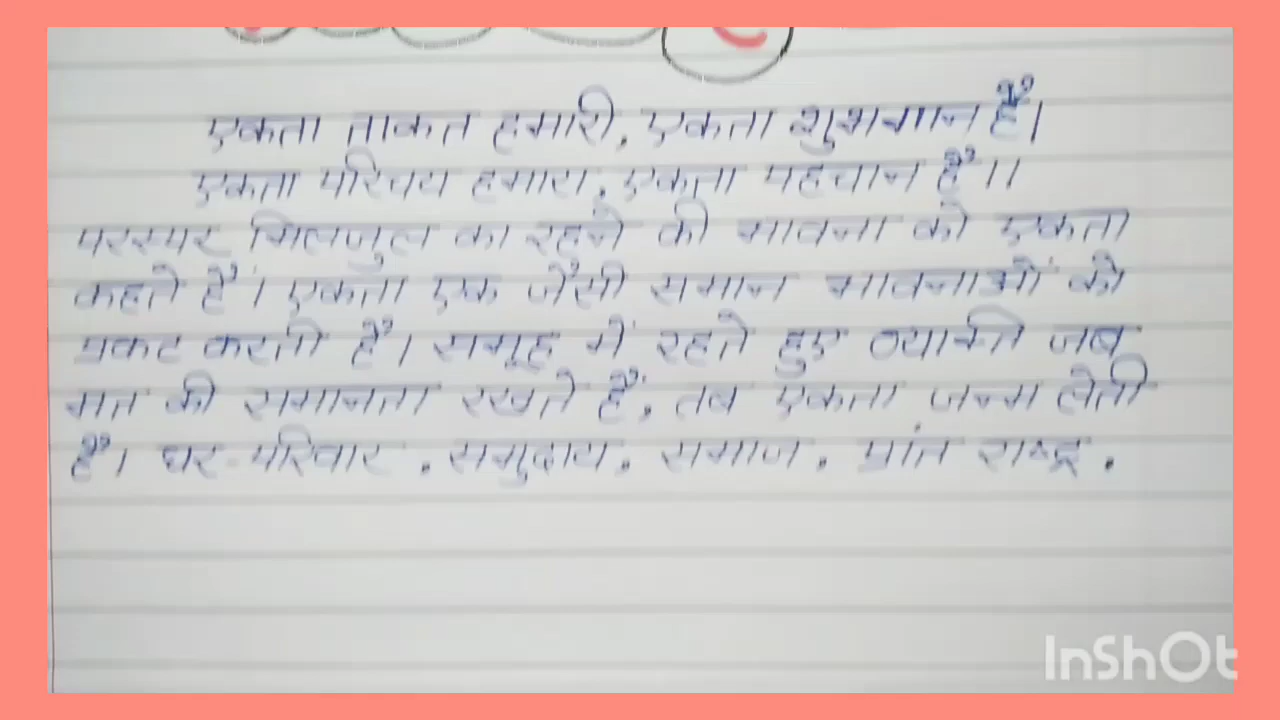 एकता ताकत हमारी, एकता शुभगान है।
एकता परिचय हमारा, एकता पहचान है।।
परस्पर मिलजुल का रहने की भावना को एकता
कहते हैं। एकता एक जैसी समान भावनाओं को
प्रकट करती है। समूह में रहते हुए व्यक्ति जब
मत की समानता रखते हैं, तब एकता जन्म लेती
है। घर-परिवार, समुदाय, समाज, प्रांत राष्ट्र,
InShOt